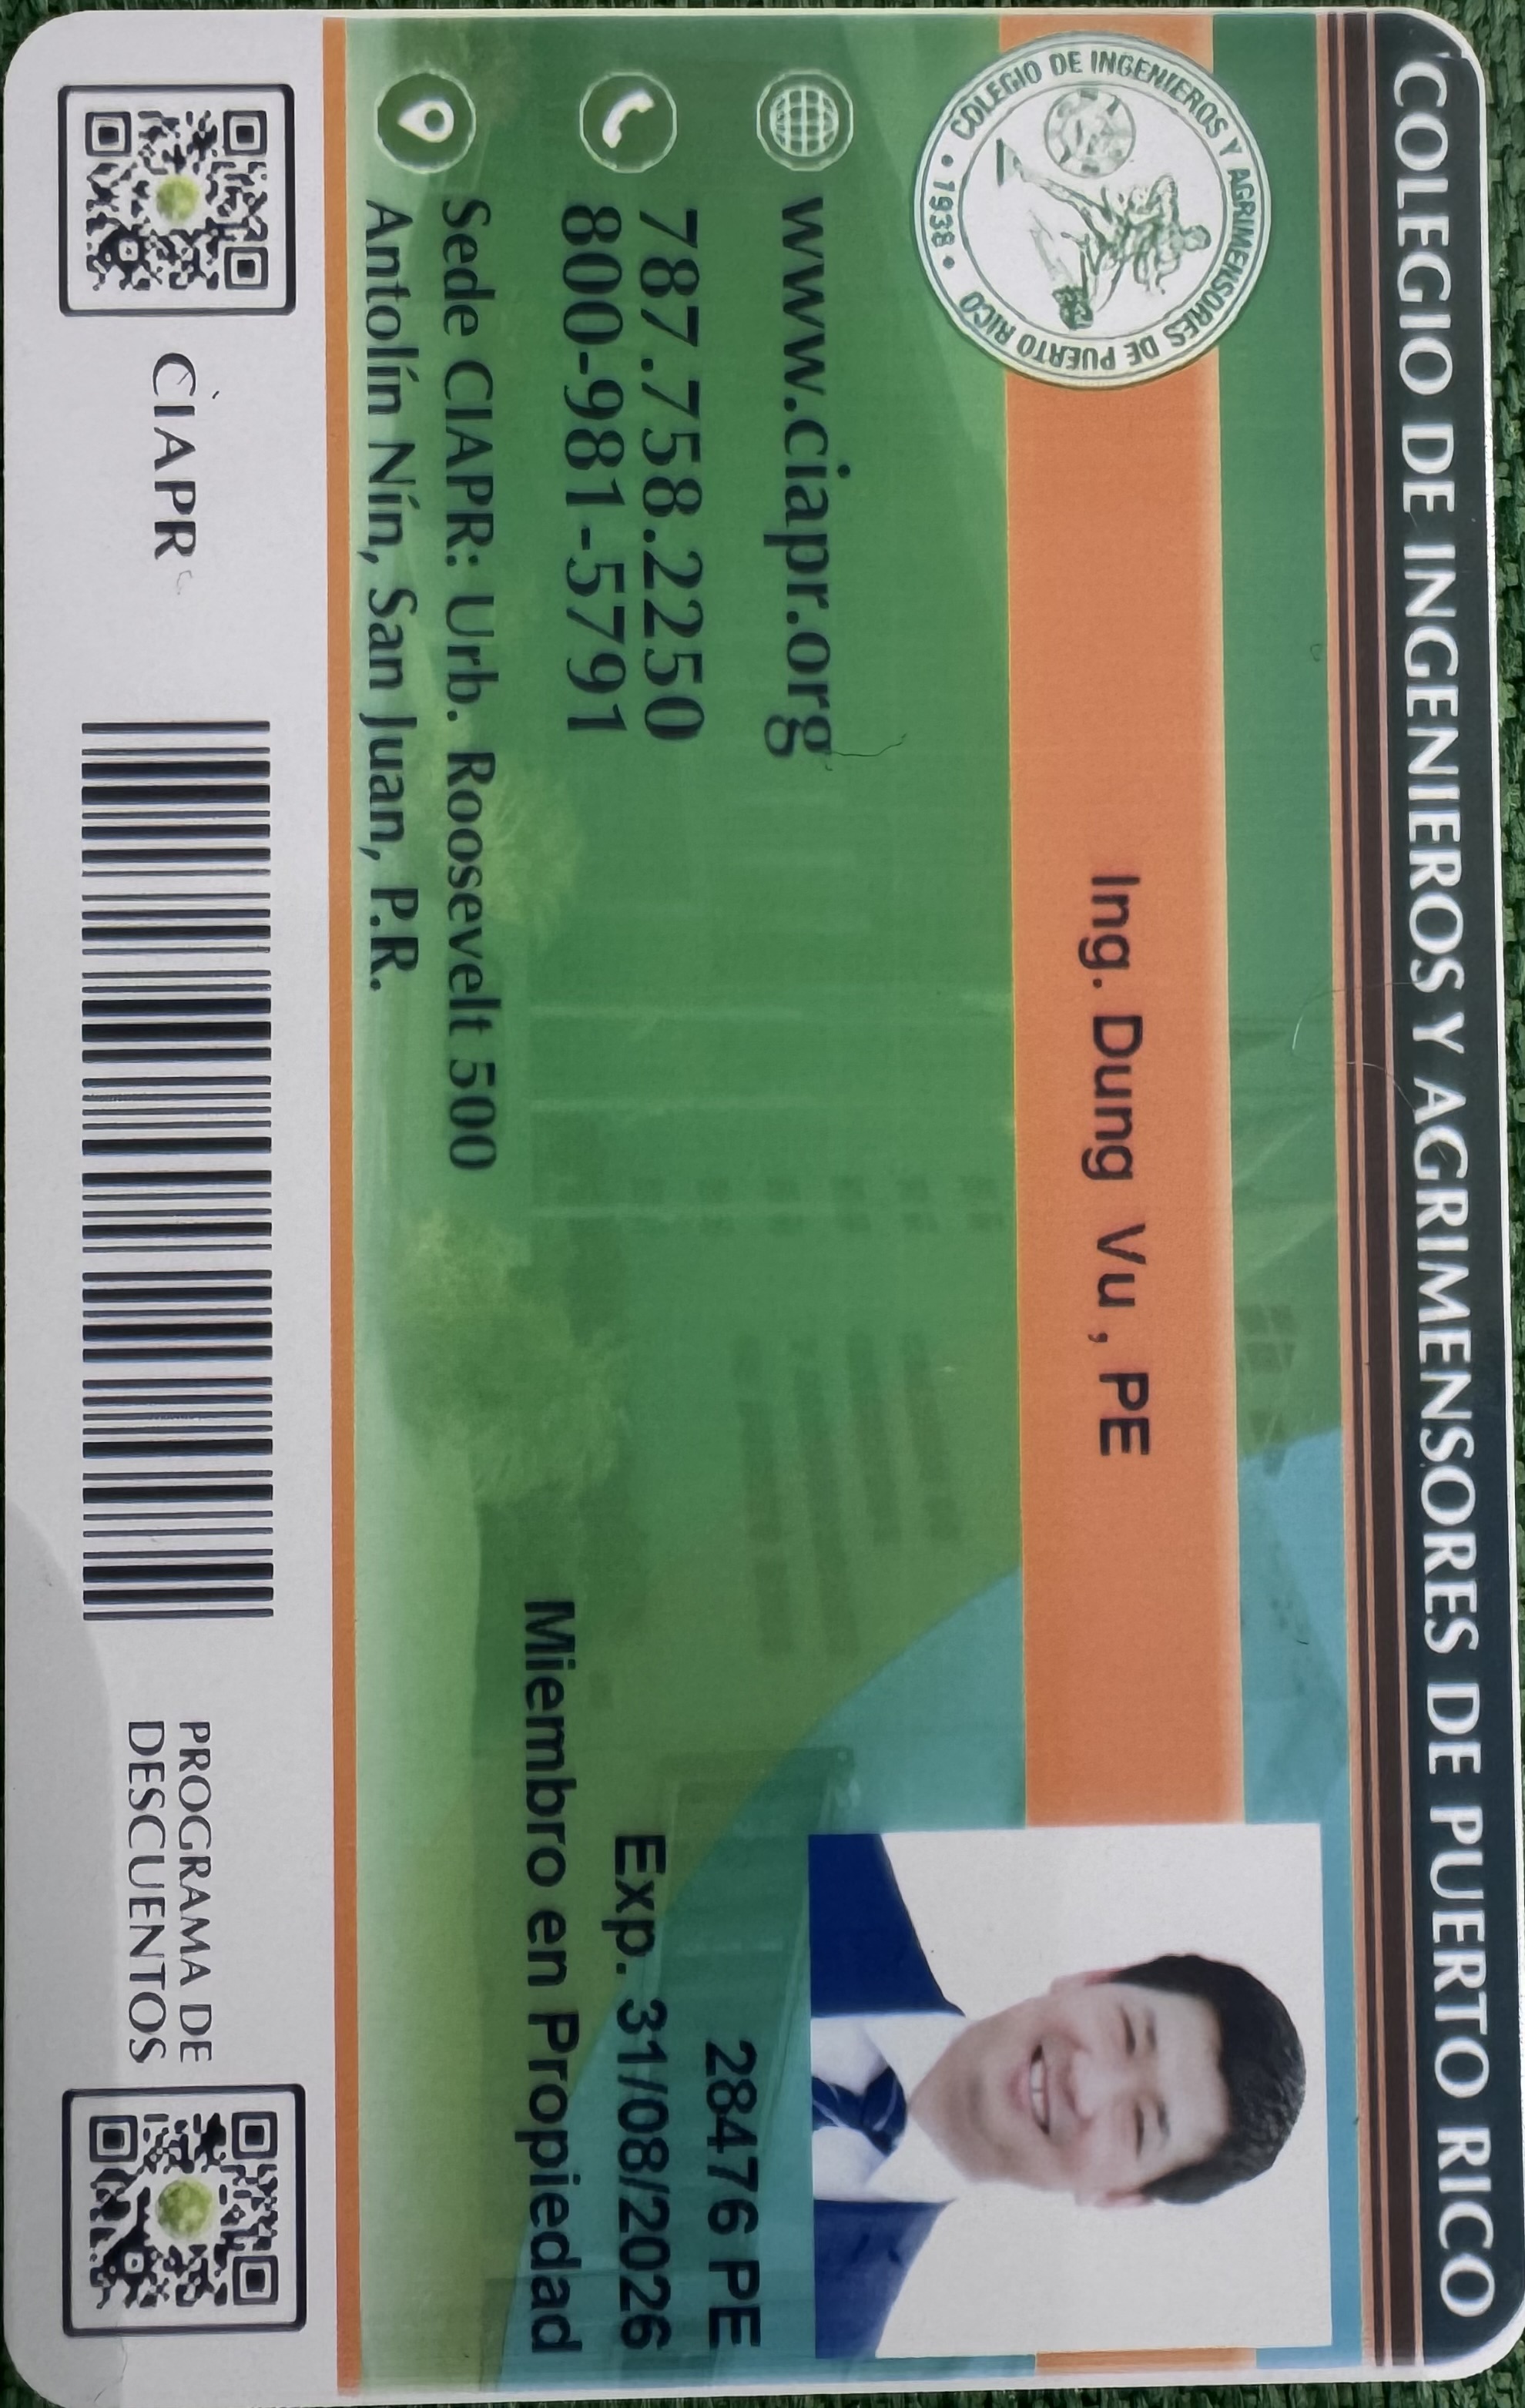 COLEGIO DE INGENIEROS Y AGRIMENSORES DE PUERTO RICO
COLEGIO DE INGENIEROS Y AGRIMENSORES DE PUERTO RICO
• 1938 •
Ing. Dung Vu , PE
www.ciapr.org
787.758.2250
800-981-5791
Sede CIAPR: Urb. Roosevelt 500
Antolín Nín, San Juan, P.R.
28476 PE
Exp. 31/08/2026
Miembro en Propiedad
CIAPR
PROGRAMA DE
DESCUENTOS